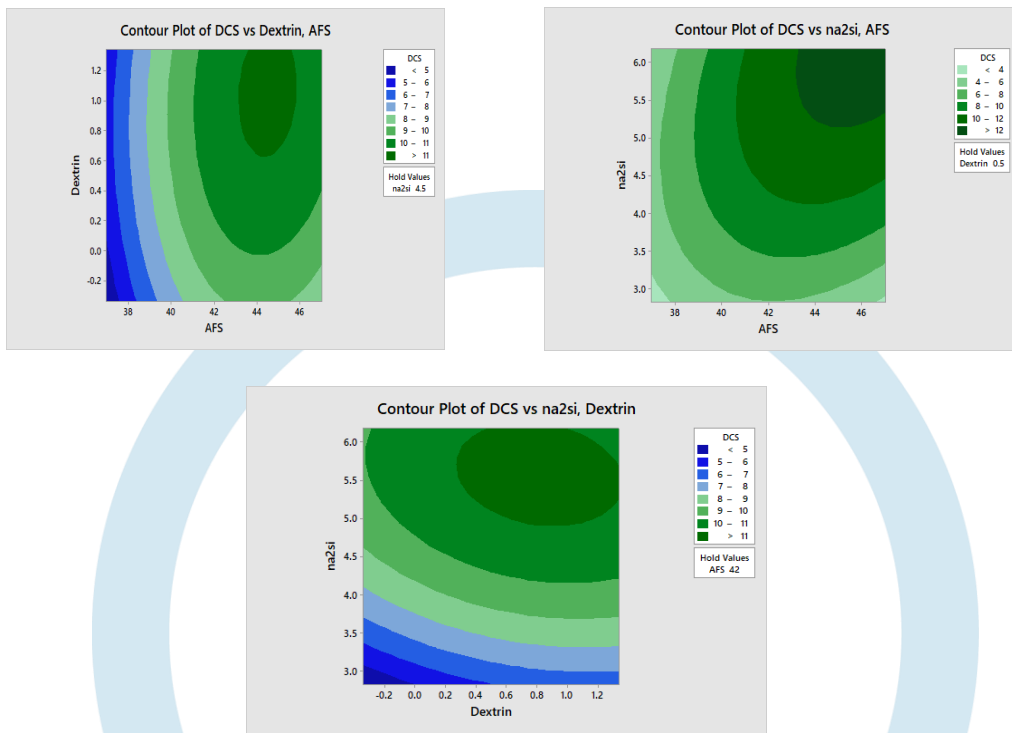 Contour Plot of DCS vs Dextrin, AFS
Dextrin
1.2
1.0
0.8
0.6
0.4
0.2
0.0
-0.2
38 40 42 44 46
AFS
DCS
< 5
5 – 6
6 – 7
7 – 8
8 – 9
9 – 10
10 – 11
> 11
Hold Values
na2si 4.5
Contour Plot of DCS vs na2si, AFS
na2si
6.0
5.5
5.0
4.5
4.0
3.5
3.0
38 40 42 44 46
AFS
DCS
< 4
4 – 6
6 – 8
8 – 10
10 – 12
> 12
Hold Values
Dextrin 0.5
Contour Plot of DCS vs na2si, Dextrin
na2si
6.0
5.5
5.0
4.5
4.0
3.5
3.0
-0.2 0.0 0.2 0.4 0.6 0.8 1.0 1.2
Dextrin
DCS
< 5
5 – 6
6 – 7
7 – 8
8 – 9
9 – 10
10 – 11
> 11
Hold Values
AFS 42